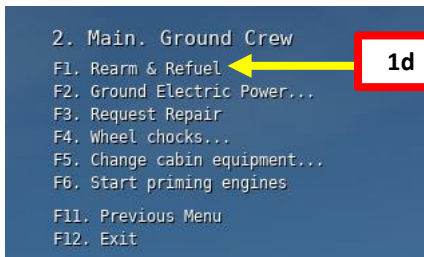 2. Main. Ground Crew
F1. Rearm & Refuel
1d
F2. Ground Electric Power...
F3. Request Repair
F4. Wheel chocks...
F5. Change cabin equipment...
F6. Start priming engines
F11. Previous Menu
F12. Exit